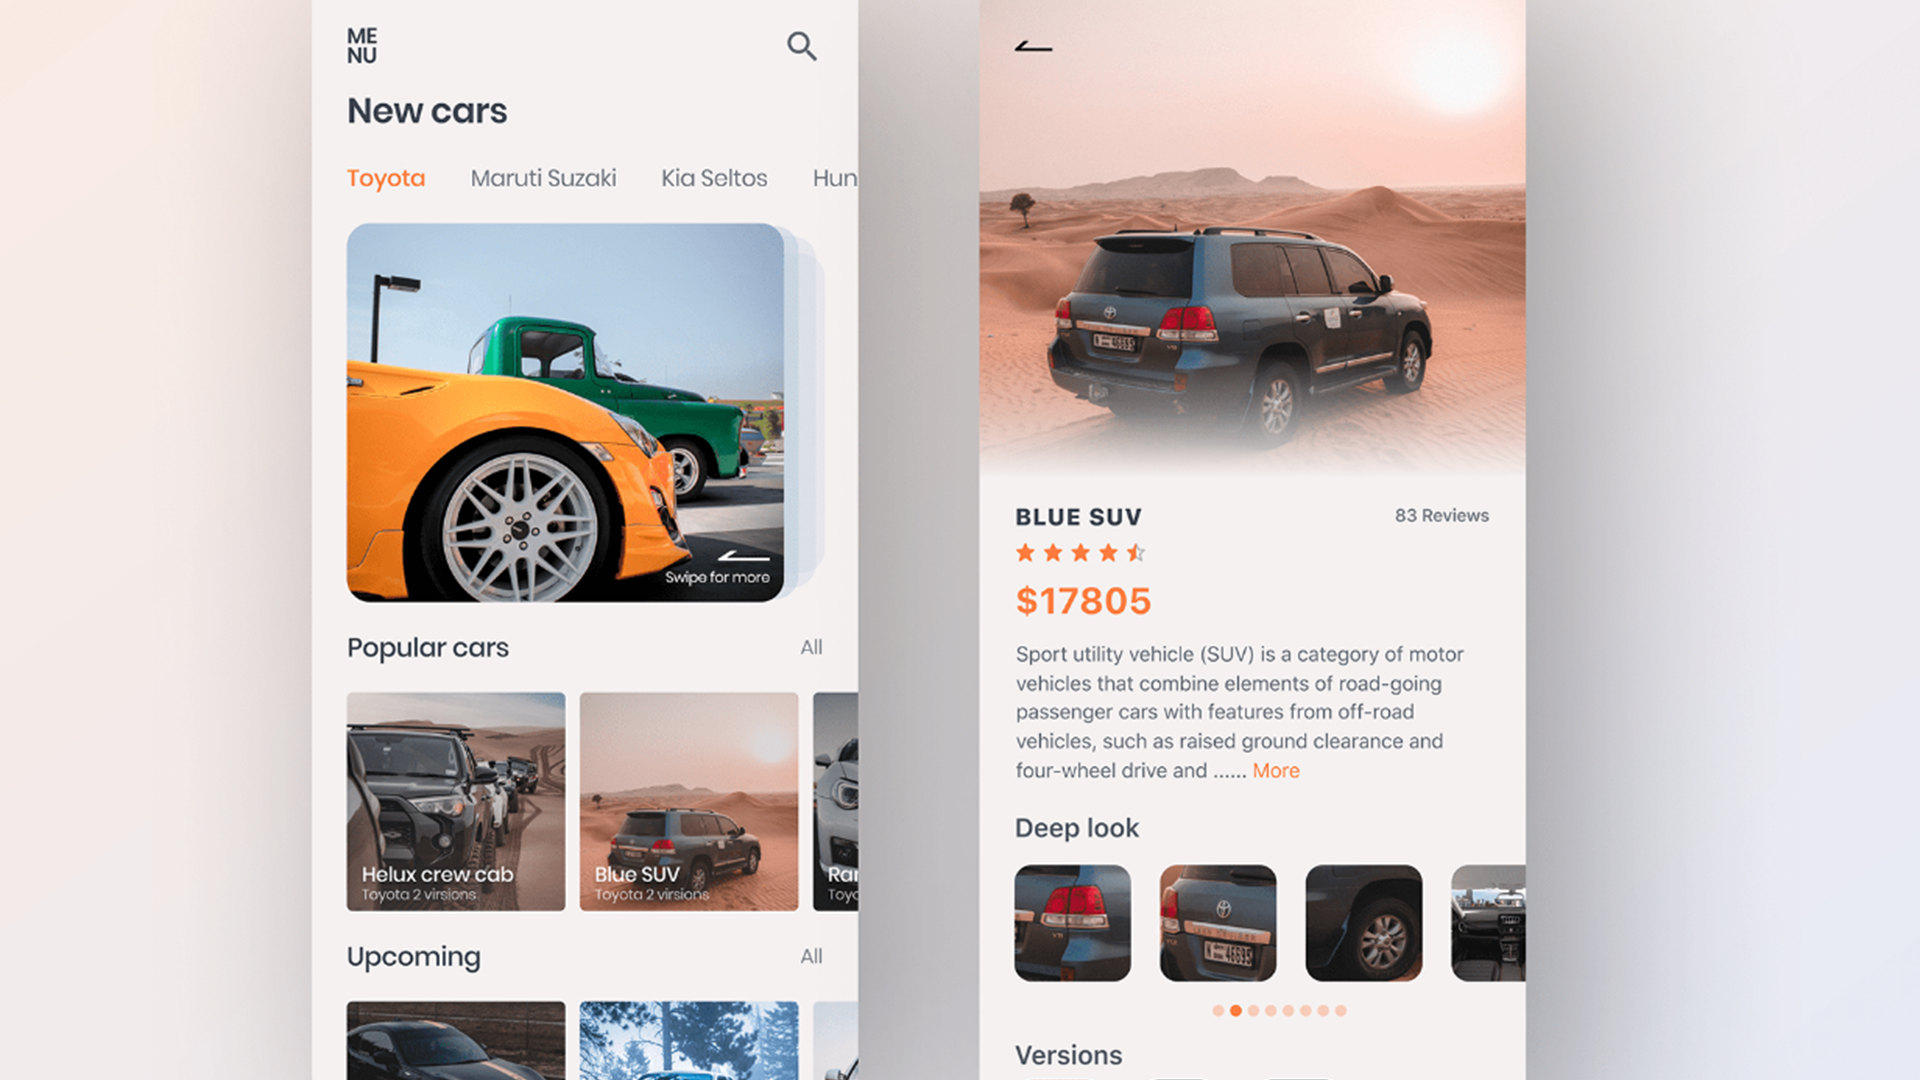 ME
NU
New cars
Toyota Maruti Suzaki Kia Seltos Hun
Swipe for more
Popular cars All
Helux crew cab
Toyota 2 virsions
Blue SUV
Toyota 2 virsions
Upcoming All
BLUE SUV 83 Reviews
$17805
Sport utility vehicle (SUV) is a category of motor
vehicles that combine elements of road-going
passenger cars with features from off-road
vehicles, such as raised ground clearance and
four-wheel drive and ...... More
Deep look
Versions